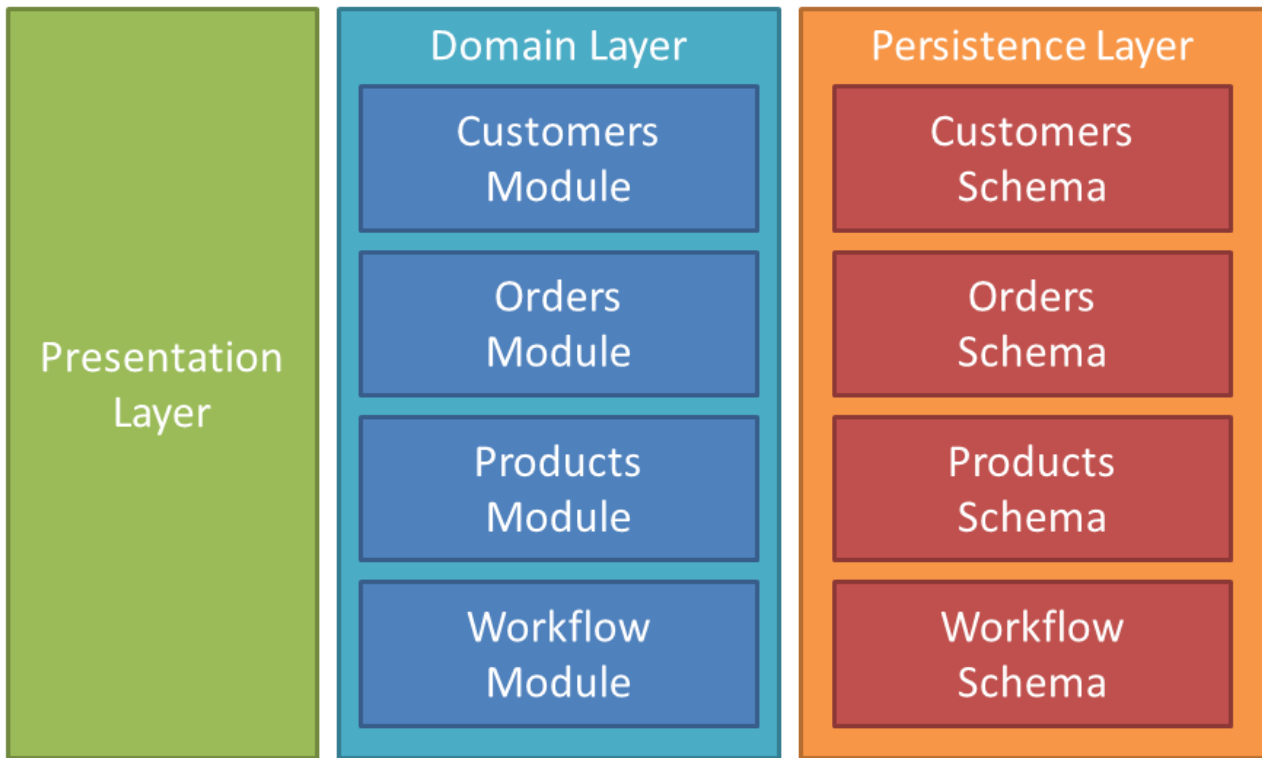 Presentation
Layer
Domain Layer
Customers
Module
Orders
Module
Products
Module
Workflow
Module
Persistence Layer
Customers
Schema
Orders
Schema
Products
Schema
Workflow
Schema